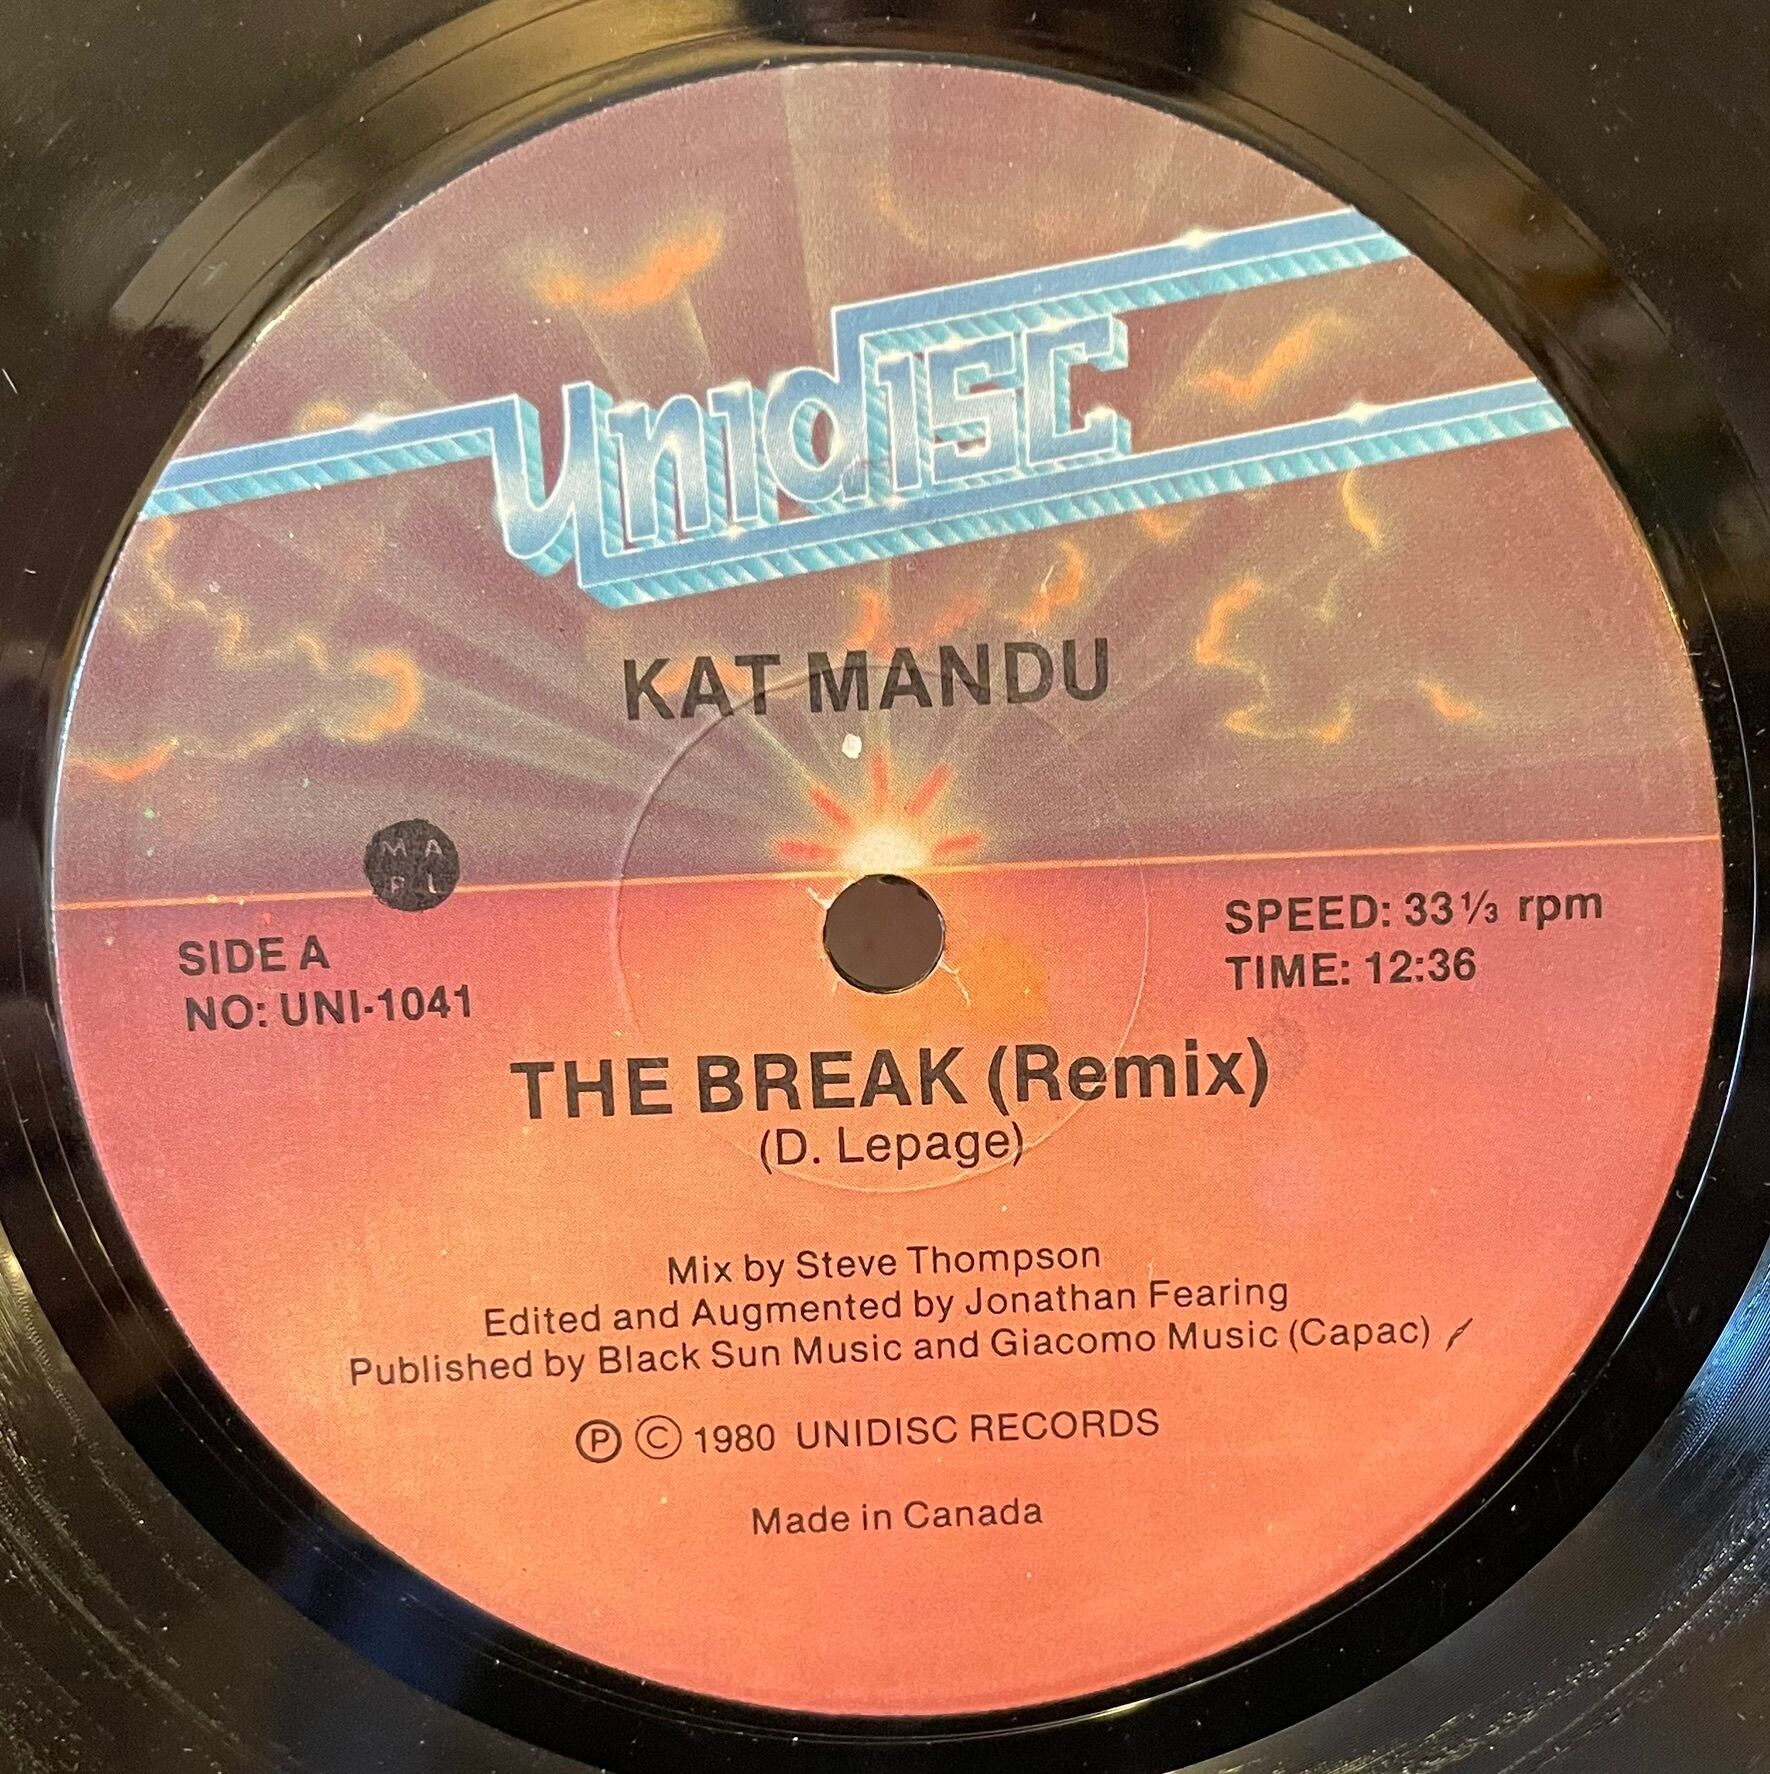 unidisc
KAT MANDU
M A
P L
SIDE A
NO: UNI-1041
SPEED: 33 1/3 rpm
TIME: 12:36
THE BREAK (Remix)
(D. Lepage)
Mix by Steve Thompson
Edited and Augmented by Jonathan Fearing
Published by Black Sun Music and Giacomo Music (Capac)
Ⓟ © 1980 UNIDISC RECORDS
Made in Canada